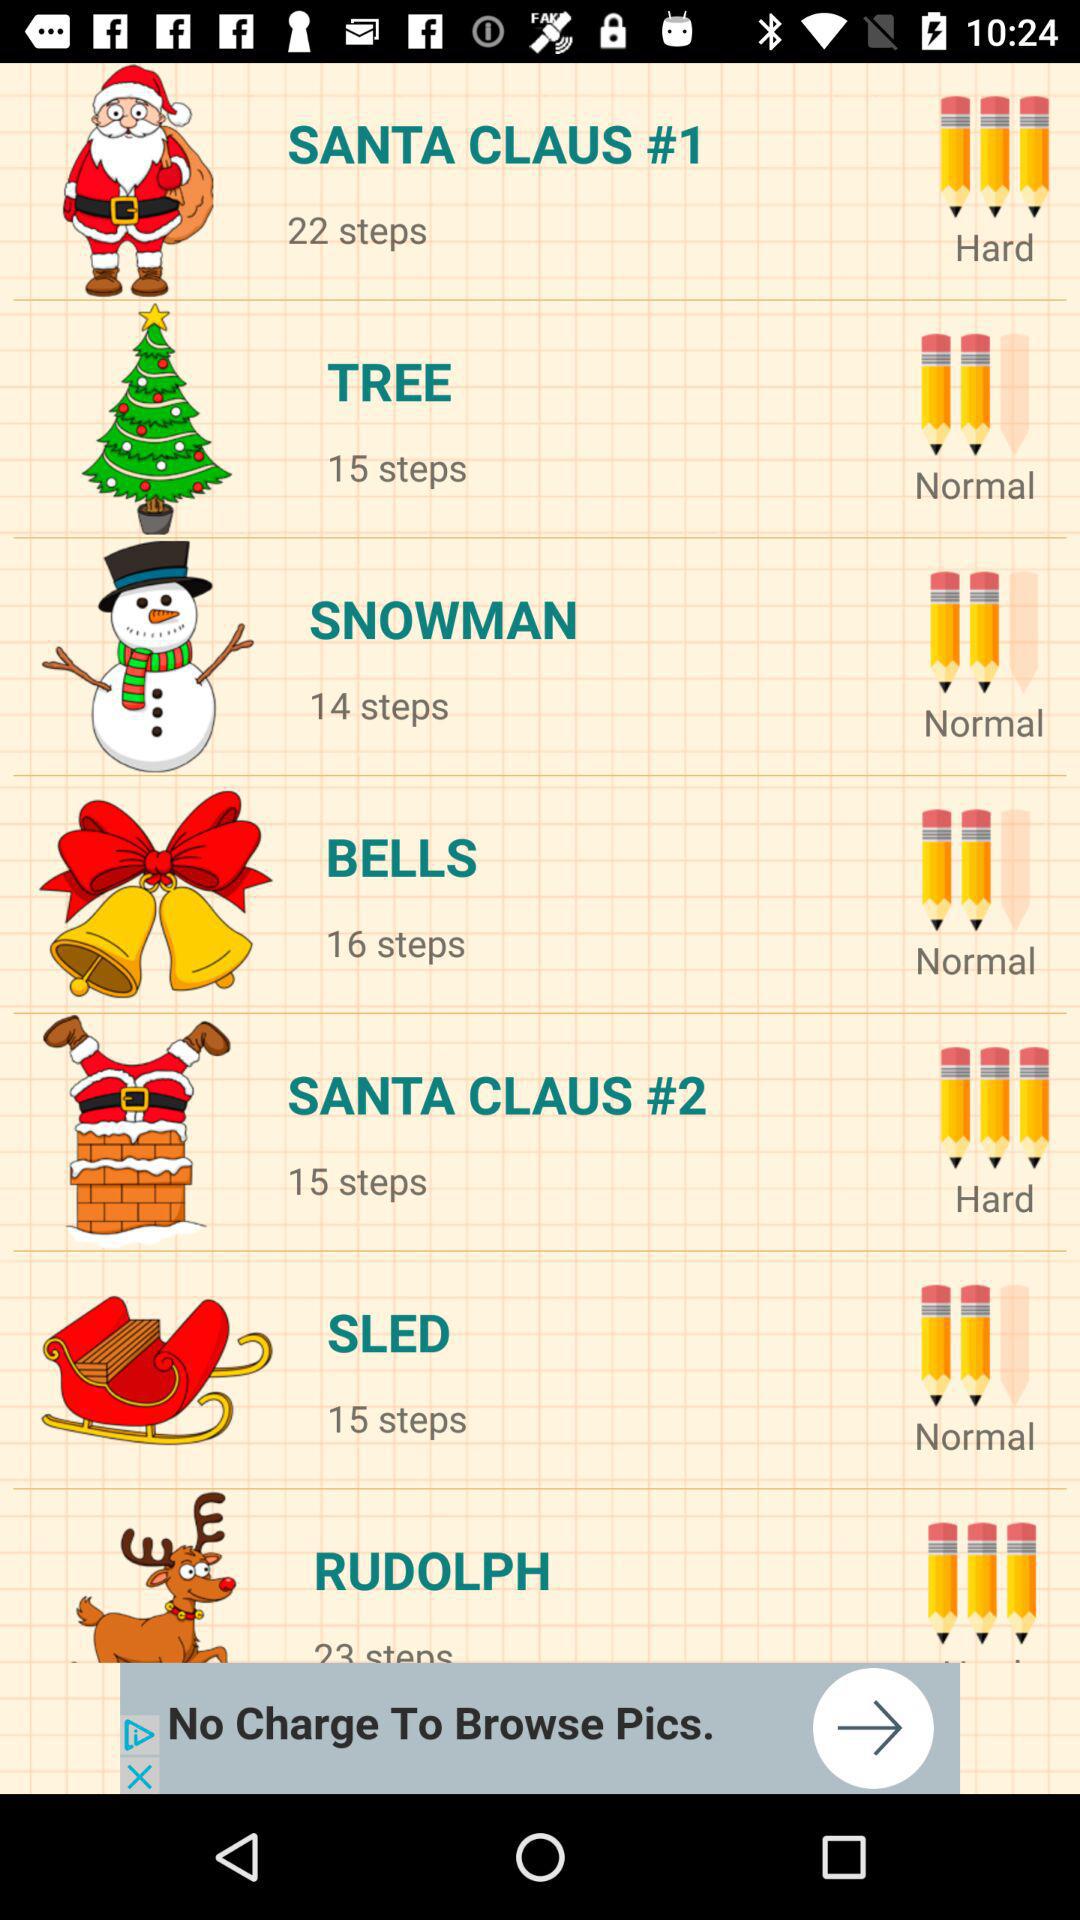 FAKE
10:24
SANTA CLAUS #1
22 steps
Hard
TREE
15 steps
Normal
SNOWMAN
14 steps
Normal
BELLS
16 steps
Normal
SANTA CLAUS #2
15 steps
Hard
SLED
15 steps
Normal
RUDOLPH
23 steps
No Charge To Browse Pics.